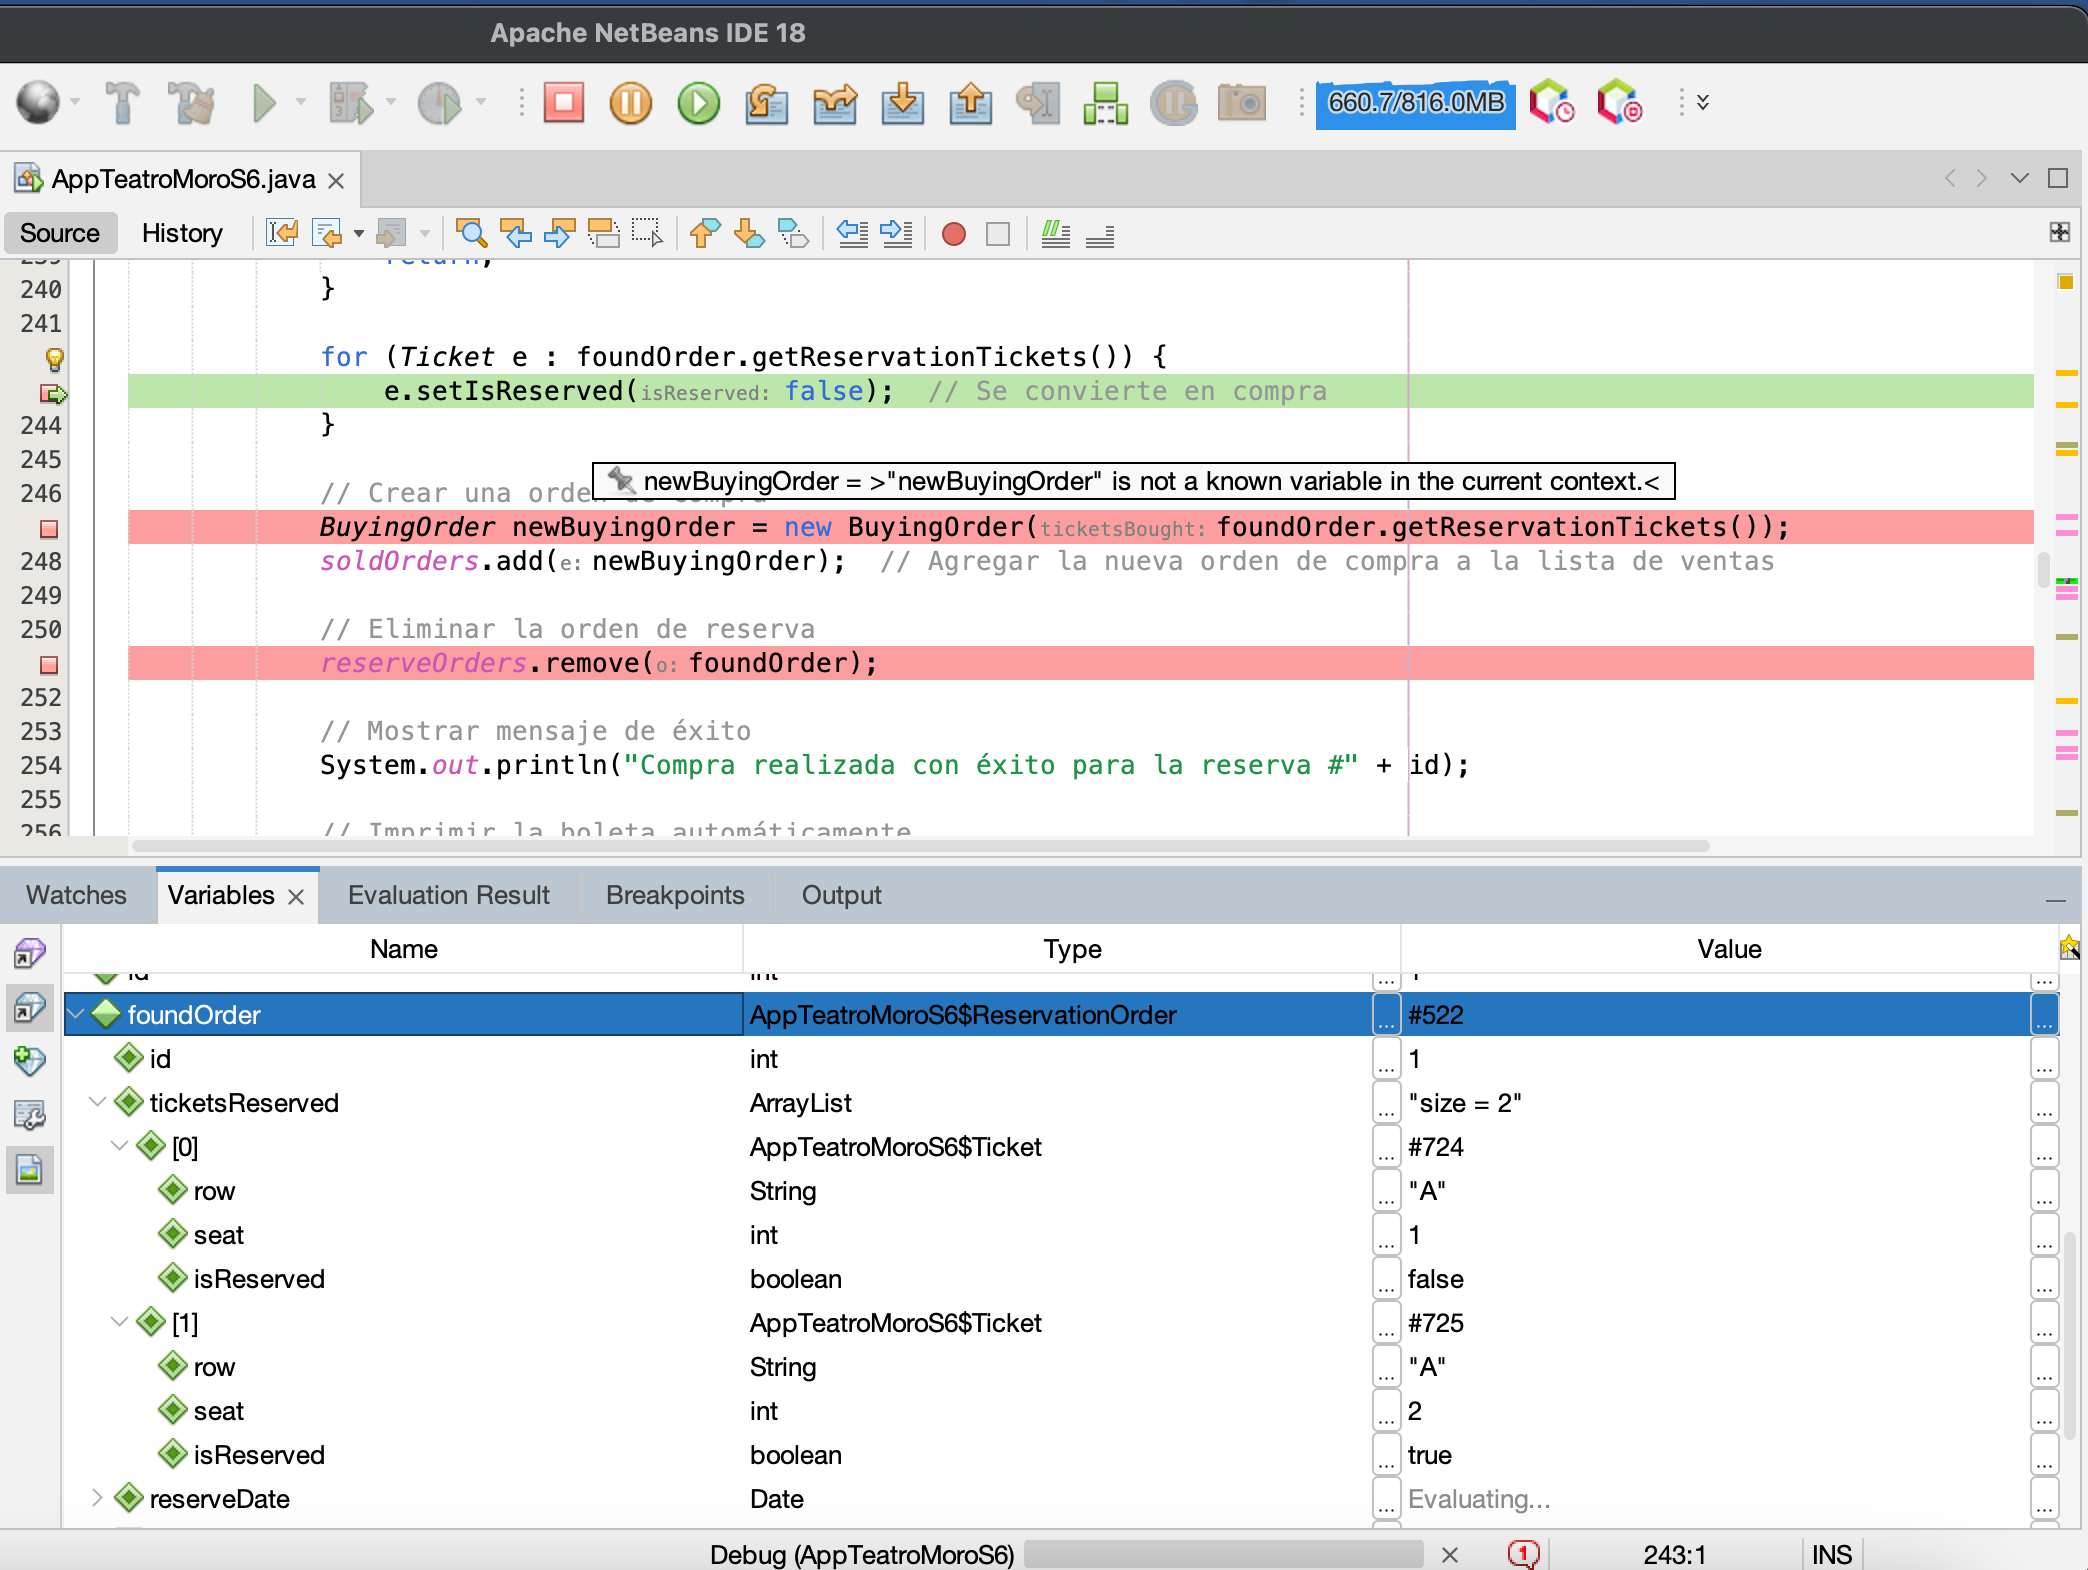 Apache NetBeans IDE 18
660.7/816.0MB
AppTeatroMoroS6.java
Source History
240 }
241
for (Ticket e : foundOrder.getReservationTickets()) {
e.setIsReserved(isReserved: false);  // Se convierte en compra
244 }
245
newBuyingOrder = >"newBuyingOrder" is not a known variable in the current context.<
246 // Crear una orden de compra
BuyingOrder newBuyingOrder = new BuyingOrder(ticketsBought: foundOrder.getReservationTickets());
248 soldOrders.add(e: newBuyingOrder);  // Agregar la nueva orden de compra a la lista de ventas
249
250 // Eliminar la orden de reserva
reserveOrders.remove(o: foundOrder);
252
253 // Mostrar mensaje de éxito
254 System.out.println("Compra realizada con éxito para la reserva #" + id);
255
256 // Imprimir la boleta automáticamente
Watches Variables Evaluation Result Breakpoints Output
Name Type Value
id int
foundOrder AppTeatroMoroS6$ReservationOrder ... #522 ...
id int ... 1 ...
ticketsReserved ArrayList ... "size = 2" ...
[0] AppTeatroMoroS6$Ticket ... #724 ...
row String ... "A" ...
seat int ... 1 ...
isReserved boolean ... false ...
[1] AppTeatroMoroS6$Ticket ... #725 ...
row String ... "A" ...
seat int ... 2 ...
isReserved boolean ... true ...
reserveDate Date ... Evaluating... ...
Debug (AppTeatroMoroS6) 1 243:1 INS